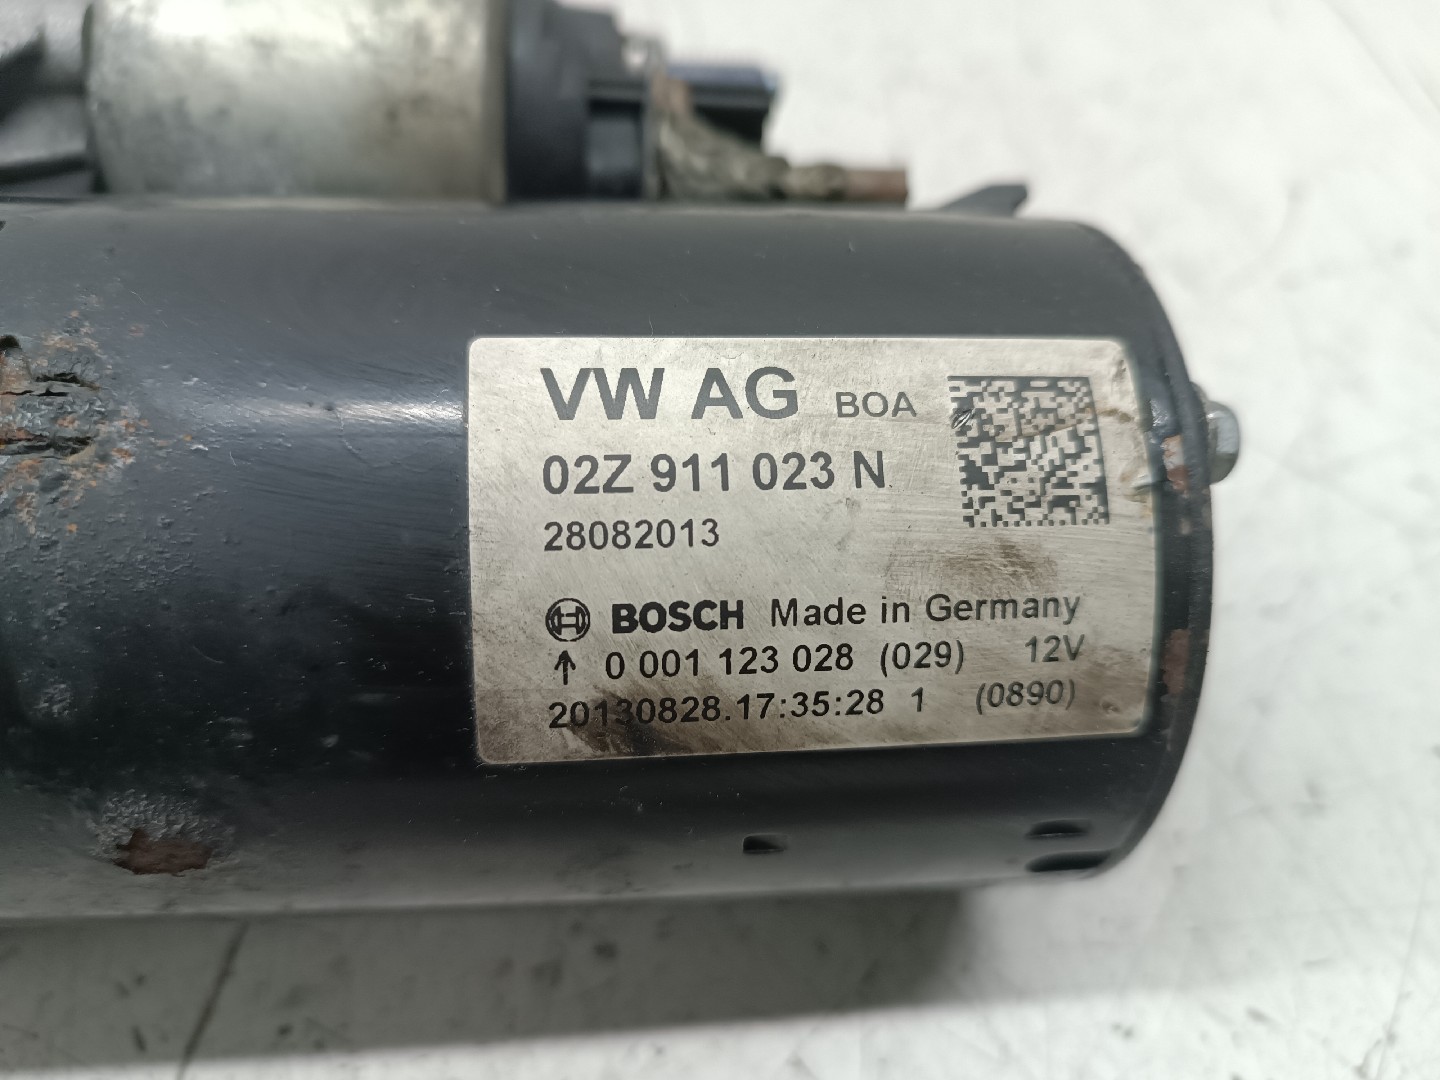 VW AG BOA
02Z 911 023 N
28082013
BOSCH Made in Germany
↑ 0 001 123 028 (029) 12V
20130828.17:35:28 1 (0890)